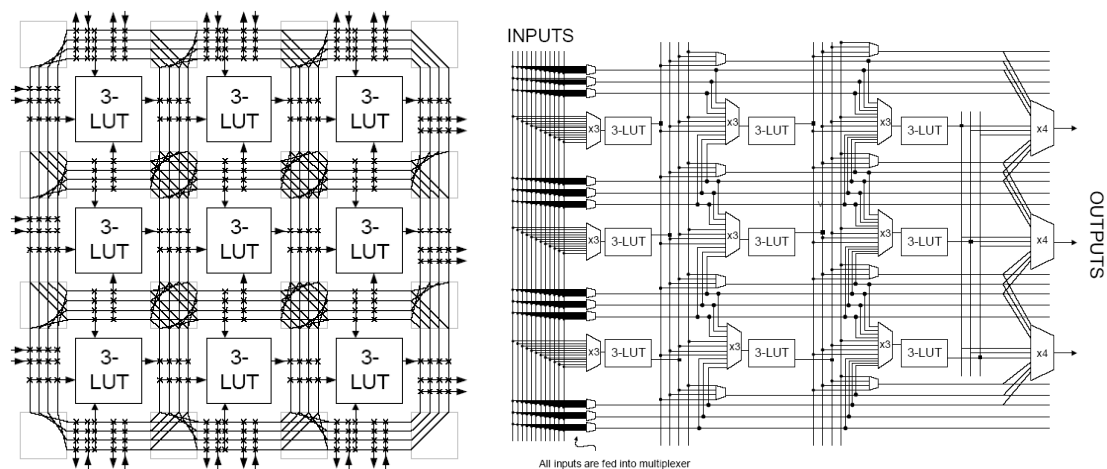 3-
LUT
3-
LUT
3-
LUT
3-
LUT
3-
LUT
3-
LUT
3-
LUT
3-
LUT
3-
LUT
INPUTS
x3 3-LUT x3 3-LUT x3 3-LUT x4
x3 3-LUT x3 3-LUT x3 3-LUT x4
x3 3-LUT x3 3-LUT x3 3-LUT x4
OUTPUTS
All inputs are fed into multiplexer